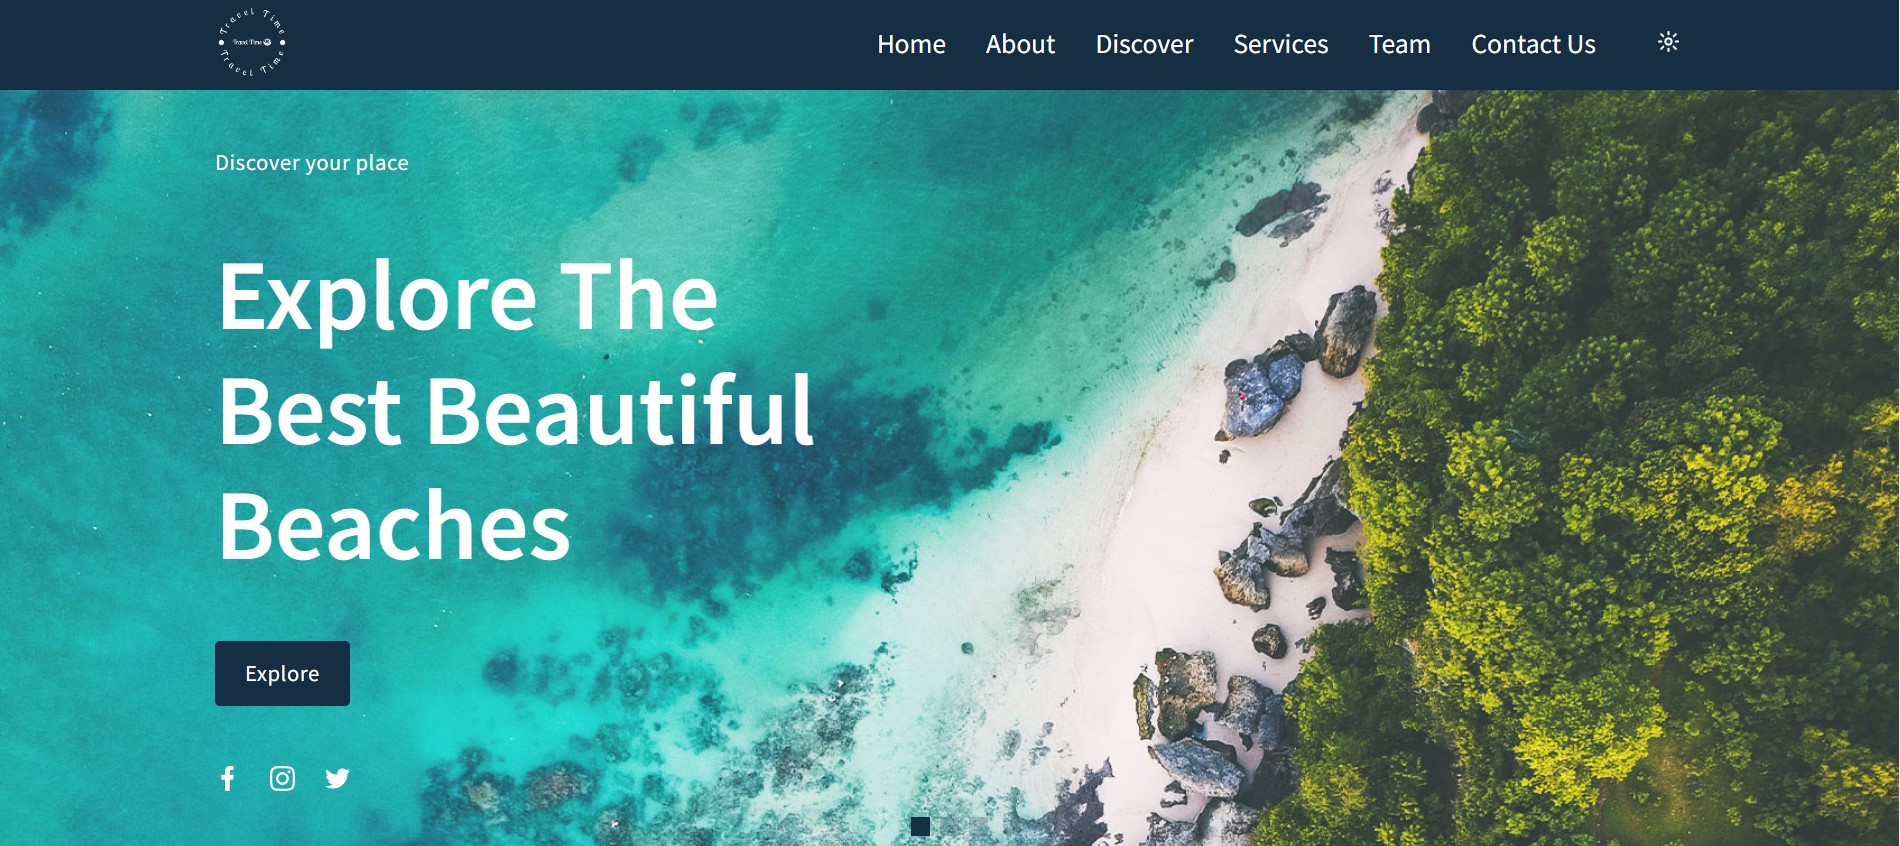 Travel Time
Travel Time
Travel Time
Home About Discover Services Team Contact Us
Discover your place
Explore The
Best Beautiful
Beaches
Explore